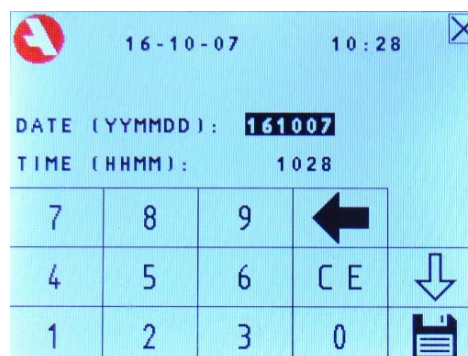 16-10-07 10:28
DATE (YYMMDD): 161007
TIME (HHMM): 1028
7 8 9
4 5 6 CE
1 2 3 0